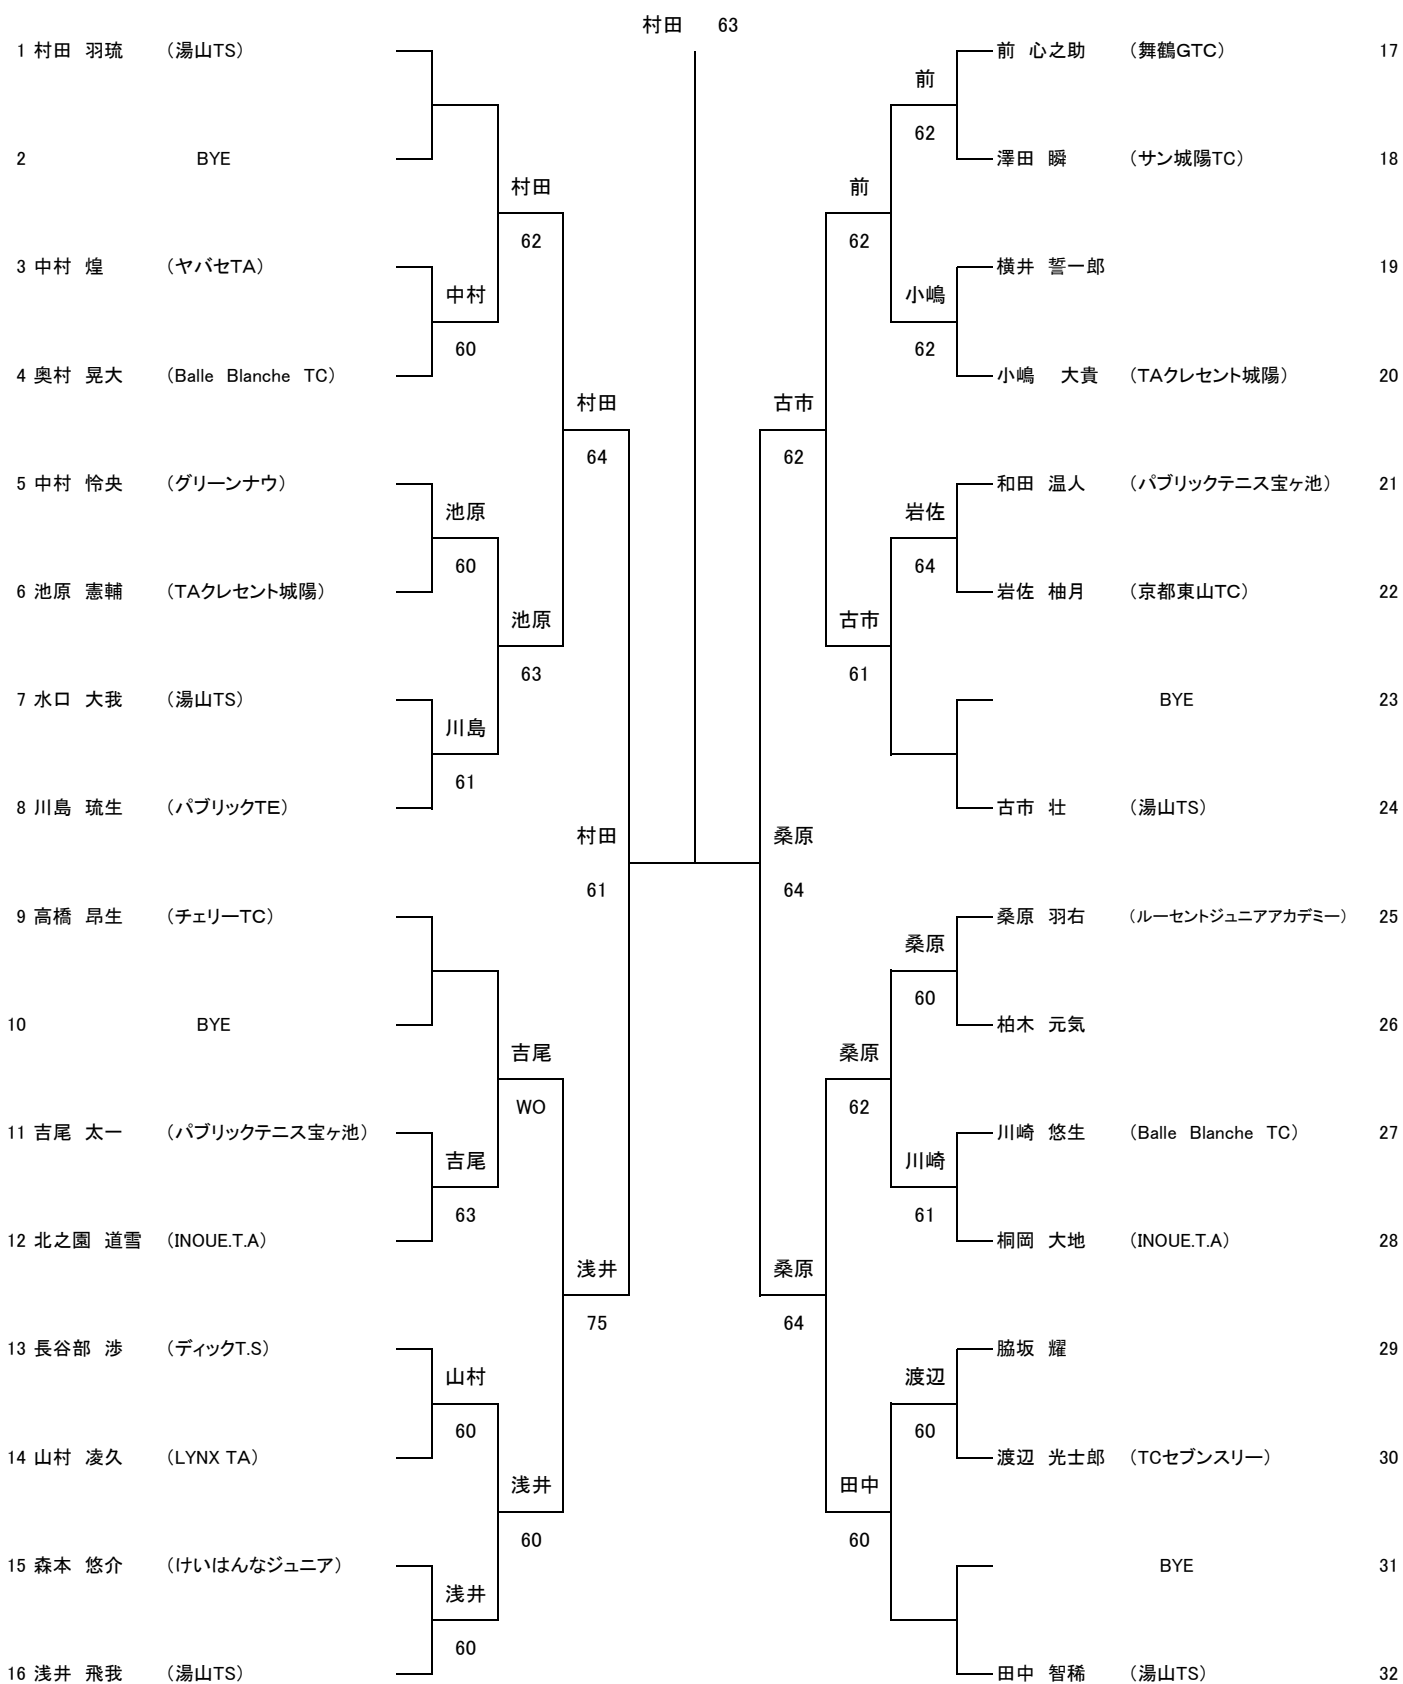 村田 63
1 村田 羽琉 (湯山TS)
2 BYE
3 中村 煌 (ヤバセTA)
4 奥村 晃大 (Balle Blanche TC)
5 中村 怜央 (グリーンナウ)
6 池原 憲輔 (TAクレセント城陽)
7 水口 大我 (湯山TS)
8 川島 琉生 (パブリックTE)
9 高橋 昂生 (チェリーTC)
10 BYE
11 吉尾 太一 (パブリックテニス宝ヶ池)
12 北之園 道雪 (INOUE.T.A)
13 長谷部 渉 (ディックT.S)
14 山村 凌久 (LYNX TA)
15 森本 悠介 (けいはんなジュニア)
16 浅井 飛我 (湯山TS)
中村
60
池原
60
川島
61
吉尾
63
山村
60
浅井
60
村田
62
池原
63
吉尾
WO
浅井
60
村田
64
浅井
75
村田
61
桑原
64
古市
62
桑原
64
前
62
古市
61
桑原
62
田中
60
前
62
小嶋
62
岩佐
64
桑原
60
川崎
61
渡辺
60
前 心之助 (舞鶴GTC) 17
澤田 瞬 (サン城陽TC) 18
横井 誓一郎 19
小嶋 大貴 (TAクレセント城陽) 20
和田 温人 (パブリックテニス宝ヶ池) 21
岩佐 柚月 (京都東山TC) 22
BYE 23
古市 壮 (湯山TS) 24
桑原 羽右 (ルーセントジュニアアカデミー) 25
柏木 元気 26
川崎 悠生 (Balle Blanche TC) 27
桐岡 大地 (INOUE.T.A) 28
脇坂 耀 29
渡辺 光士郎 (TCセブンスリー) 30
BYE 31
田中 智稀 (湯山TS) 32